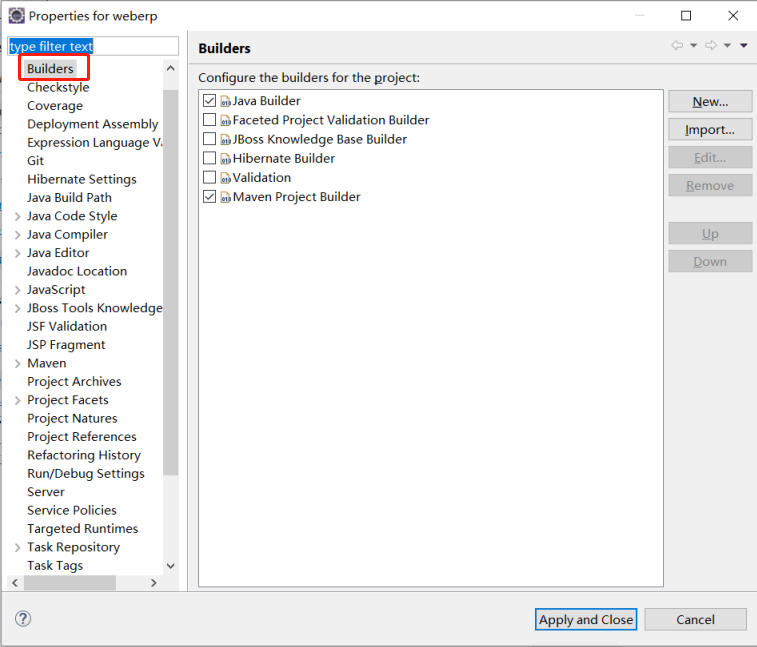 Properties for weberp
type filter text
Builders
Checkstyle
Coverage
Deployment Assembly
Expression Language Va
Git
Hibernate Settings
Java Build Path
Java Code Style
Java Compiler
Java Editor
Javadoc Location
JavaScript
JBoss Tools Knowledge
JSF Validation
JSP Fragment
Maven
Project Archives
Project Facets
Project Natures
Project References
Refactoring History
Run/Debug Settings
Server
Service Policies
Targeted Runtimes
Task Repository
Task Tags
Builders
Configure the builders for the project:
Java Builder
Faceted Project Validation Builder
JBoss Knowledge Base Builder
Hibernate Builder
Validation
Maven Project Builder
New...
Import...
Edit...
Remove
Up
Down
Apply and Close
Cancel